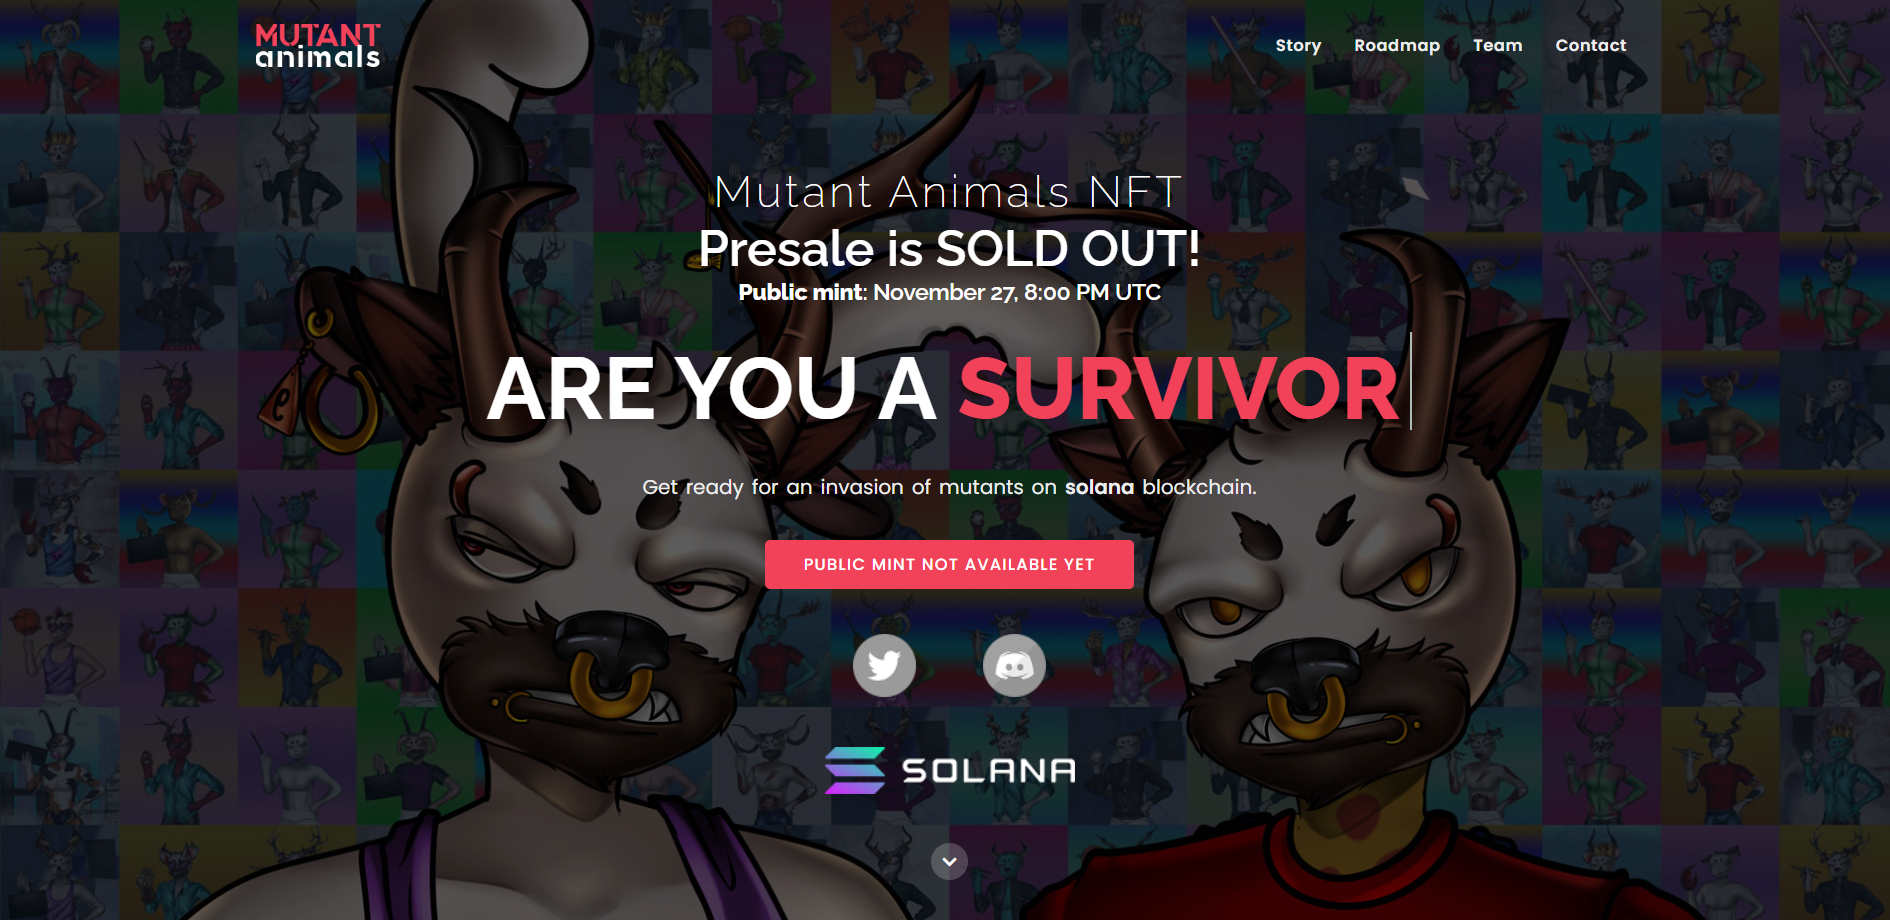 MUTANT
animals
Story Roadmap Team Contact
Mutant Animals NFT
Presale is SOLD OUT!
Public mint: November 27, 8:00 PM UTC
ARE YOU A SURVIVOR
Get ready for an invasion of mutants on solana blockchain.
PUBLIC MINT NOT AVAILABLE YET
SOLANA
e